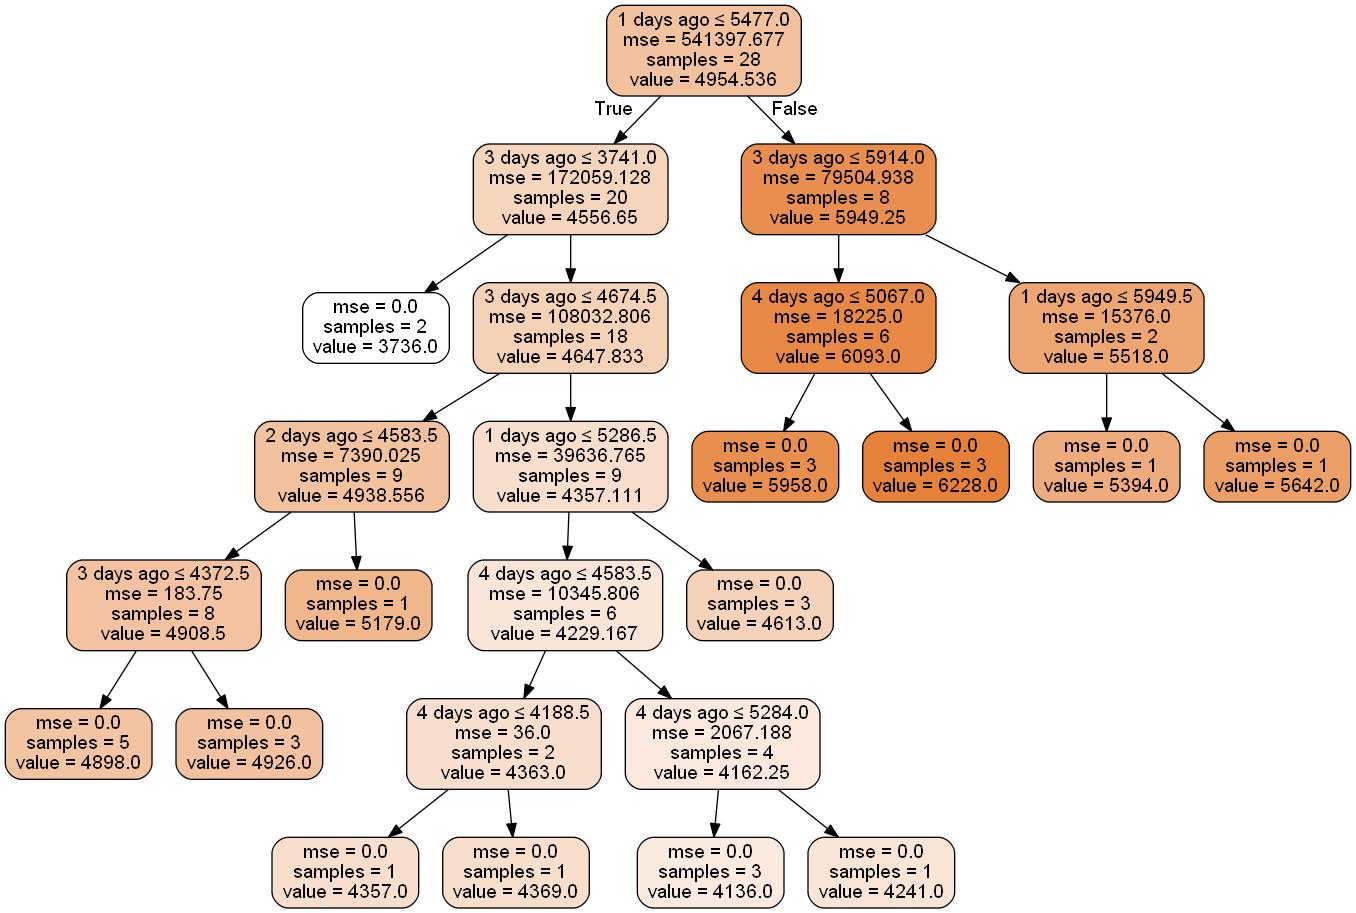 1 days ago ≤ 5477.0
mse = 541397.677
samples = 28
value = 4954.536
True
False
3 days ago ≤ 3741.0
mse = 172059.128
samples = 20
value = 4556.65
3 days ago ≤ 5914.0
mse = 79504.938
samples = 8
value = 5949.25
mse = 0.0
samples = 2
value = 3736.0
3 days ago ≤ 4674.5
mse = 108032.806
samples = 18
value = 4647.833
4 days ago ≤ 5067.0
mse = 18225.0
samples = 6
value = 6093.0
1 days ago ≤ 5949.5
mse = 15376.0
samples = 2
value = 5518.0
2 days ago ≤ 4583.5
mse = 7390.025
samples = 9
value = 4938.556
1 days ago ≤ 5286.5
mse = 39636.765
samples = 9
value = 4357.111
mse = 0.0
samples = 3
value = 5958.0
mse = 0.0
samples = 3
value = 6228.0
mse = 0.0
samples = 1
value = 5394.0
mse = 0.0
samples = 1
value = 5642.0
3 days ago ≤ 4372.5
mse = 183.75
samples = 8
value = 4908.5
mse = 0.0
samples = 1
value = 5179.0
4 days ago ≤ 4583.5
mse = 10345.806
samples = 6
value = 4229.167
mse = 0.0
samples = 3
value = 4613.0
mse = 0.0
samples = 5
value = 4898.0
mse = 0.0
samples = 3
value = 4926.0
4 days ago ≤ 4188.5
mse = 36.0
samples = 2
value = 4363.0
4 days ago ≤ 5284.0
mse = 2067.188
samples = 4
value = 4162.25
mse = 0.0
samples = 1
value = 4357.0
mse = 0.0
samples = 1
value = 4369.0
mse = 0.0
samples = 3
value = 4136.0
mse = 0.0
samples = 1
value = 4241.0